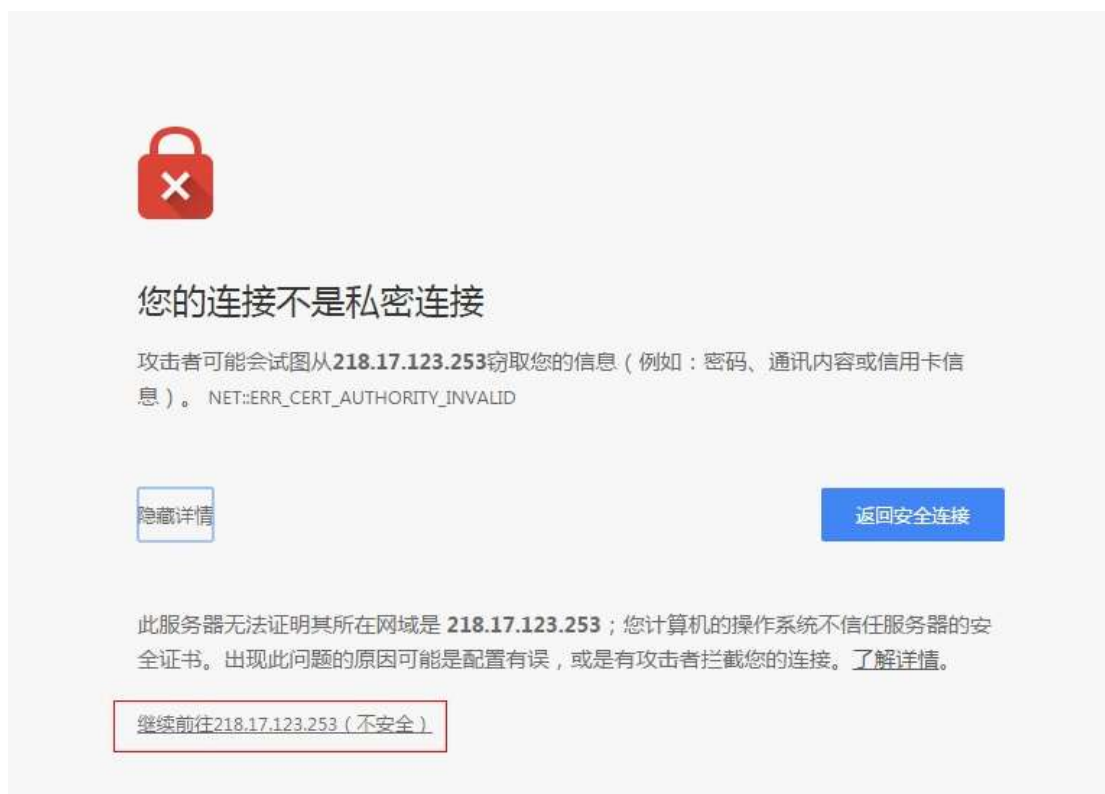 您的连接不是私密连接
攻击者可能会试图从218.17.123.253窃取您的信息（例如：密码、通讯内容或信用卡信
息）。 NET::ERR_CERT_AUTHORITY_INVALID
隐藏详情
返回安全连接
此服务器无法证明其所在网域是 218.17.123.253；您计算机的操作系统不信任服务器的安
全证书。出现此问题的原因可能是配置有误，或是有攻击者拦截您的连接。了解详情。
继续前往218.17.123.253（不安全）